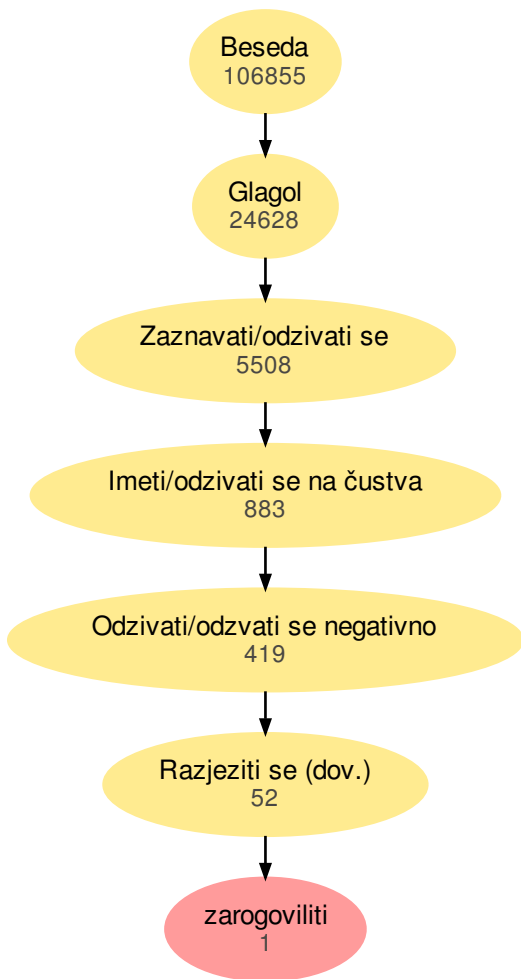 Beseda
106855
Glagol
24628
Zaznavati/odzivati se
5508
Imeti/odzivati se na čustva
883
Odzivati/odzvati se negativno
419
Razjeziti se (dov.)
52
zarogoviliti
1